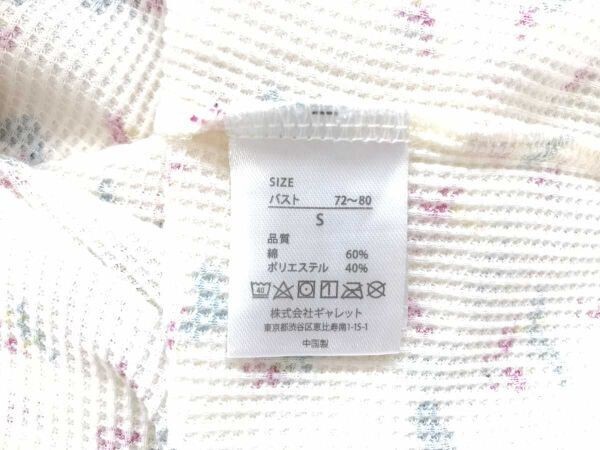 SIZE
バスト 72〜80
S
品質
綿 60%
ポリエステル 40%
40
株式会社ギャレット
東京都渋谷区恵比寿南1-15-1
中国製